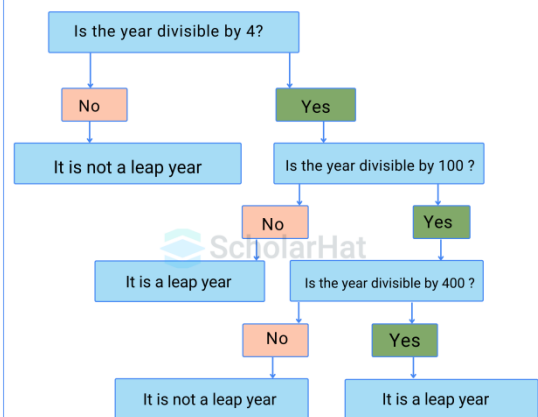 Is the year divisible by 4?
No
Yes
It is not a leap year
Is the year divisible by 100 ?
No
Yes
ScholarHat
It is a leap year
Is the year divisible by 400 ?
No
Yes
It is not a leap year
It is a leap year